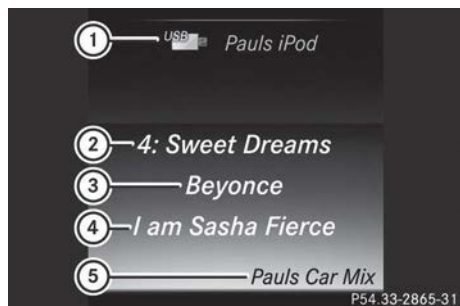 1 USB Pauls iPod
2 4: Sweet Dreams
3 Beyonce
4 I am Sasha Fierce
5 Pauls Car Mix
P54.33-2865-31